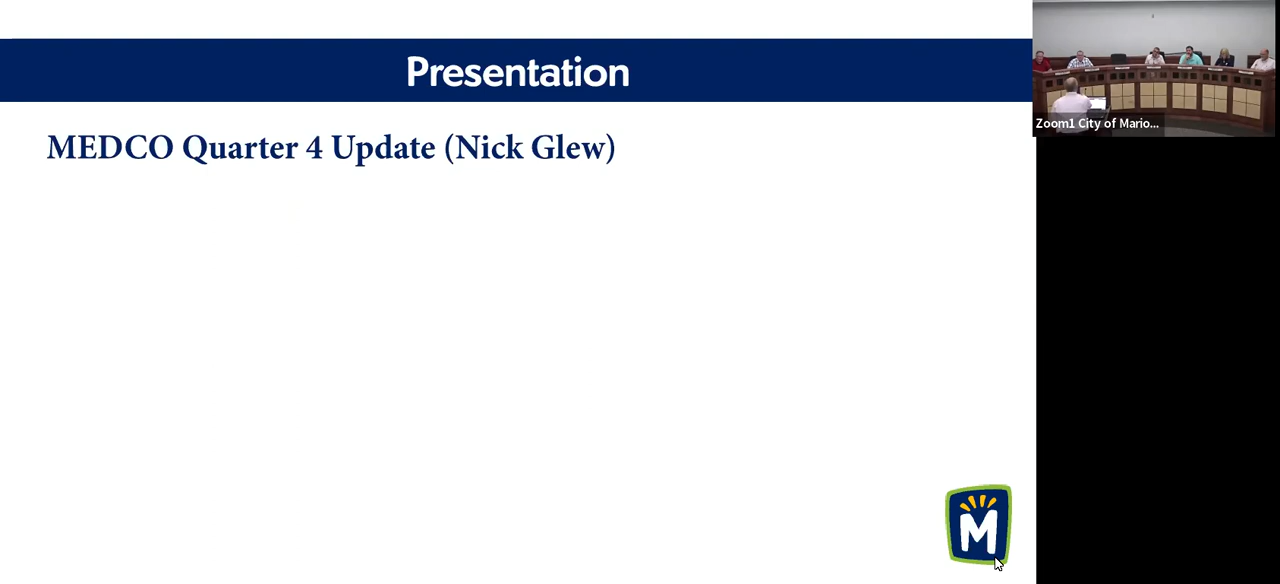 Presentation
MEDCO Quarter 4 Update (Nick Glew)
Zoom1 City of Mario...
M